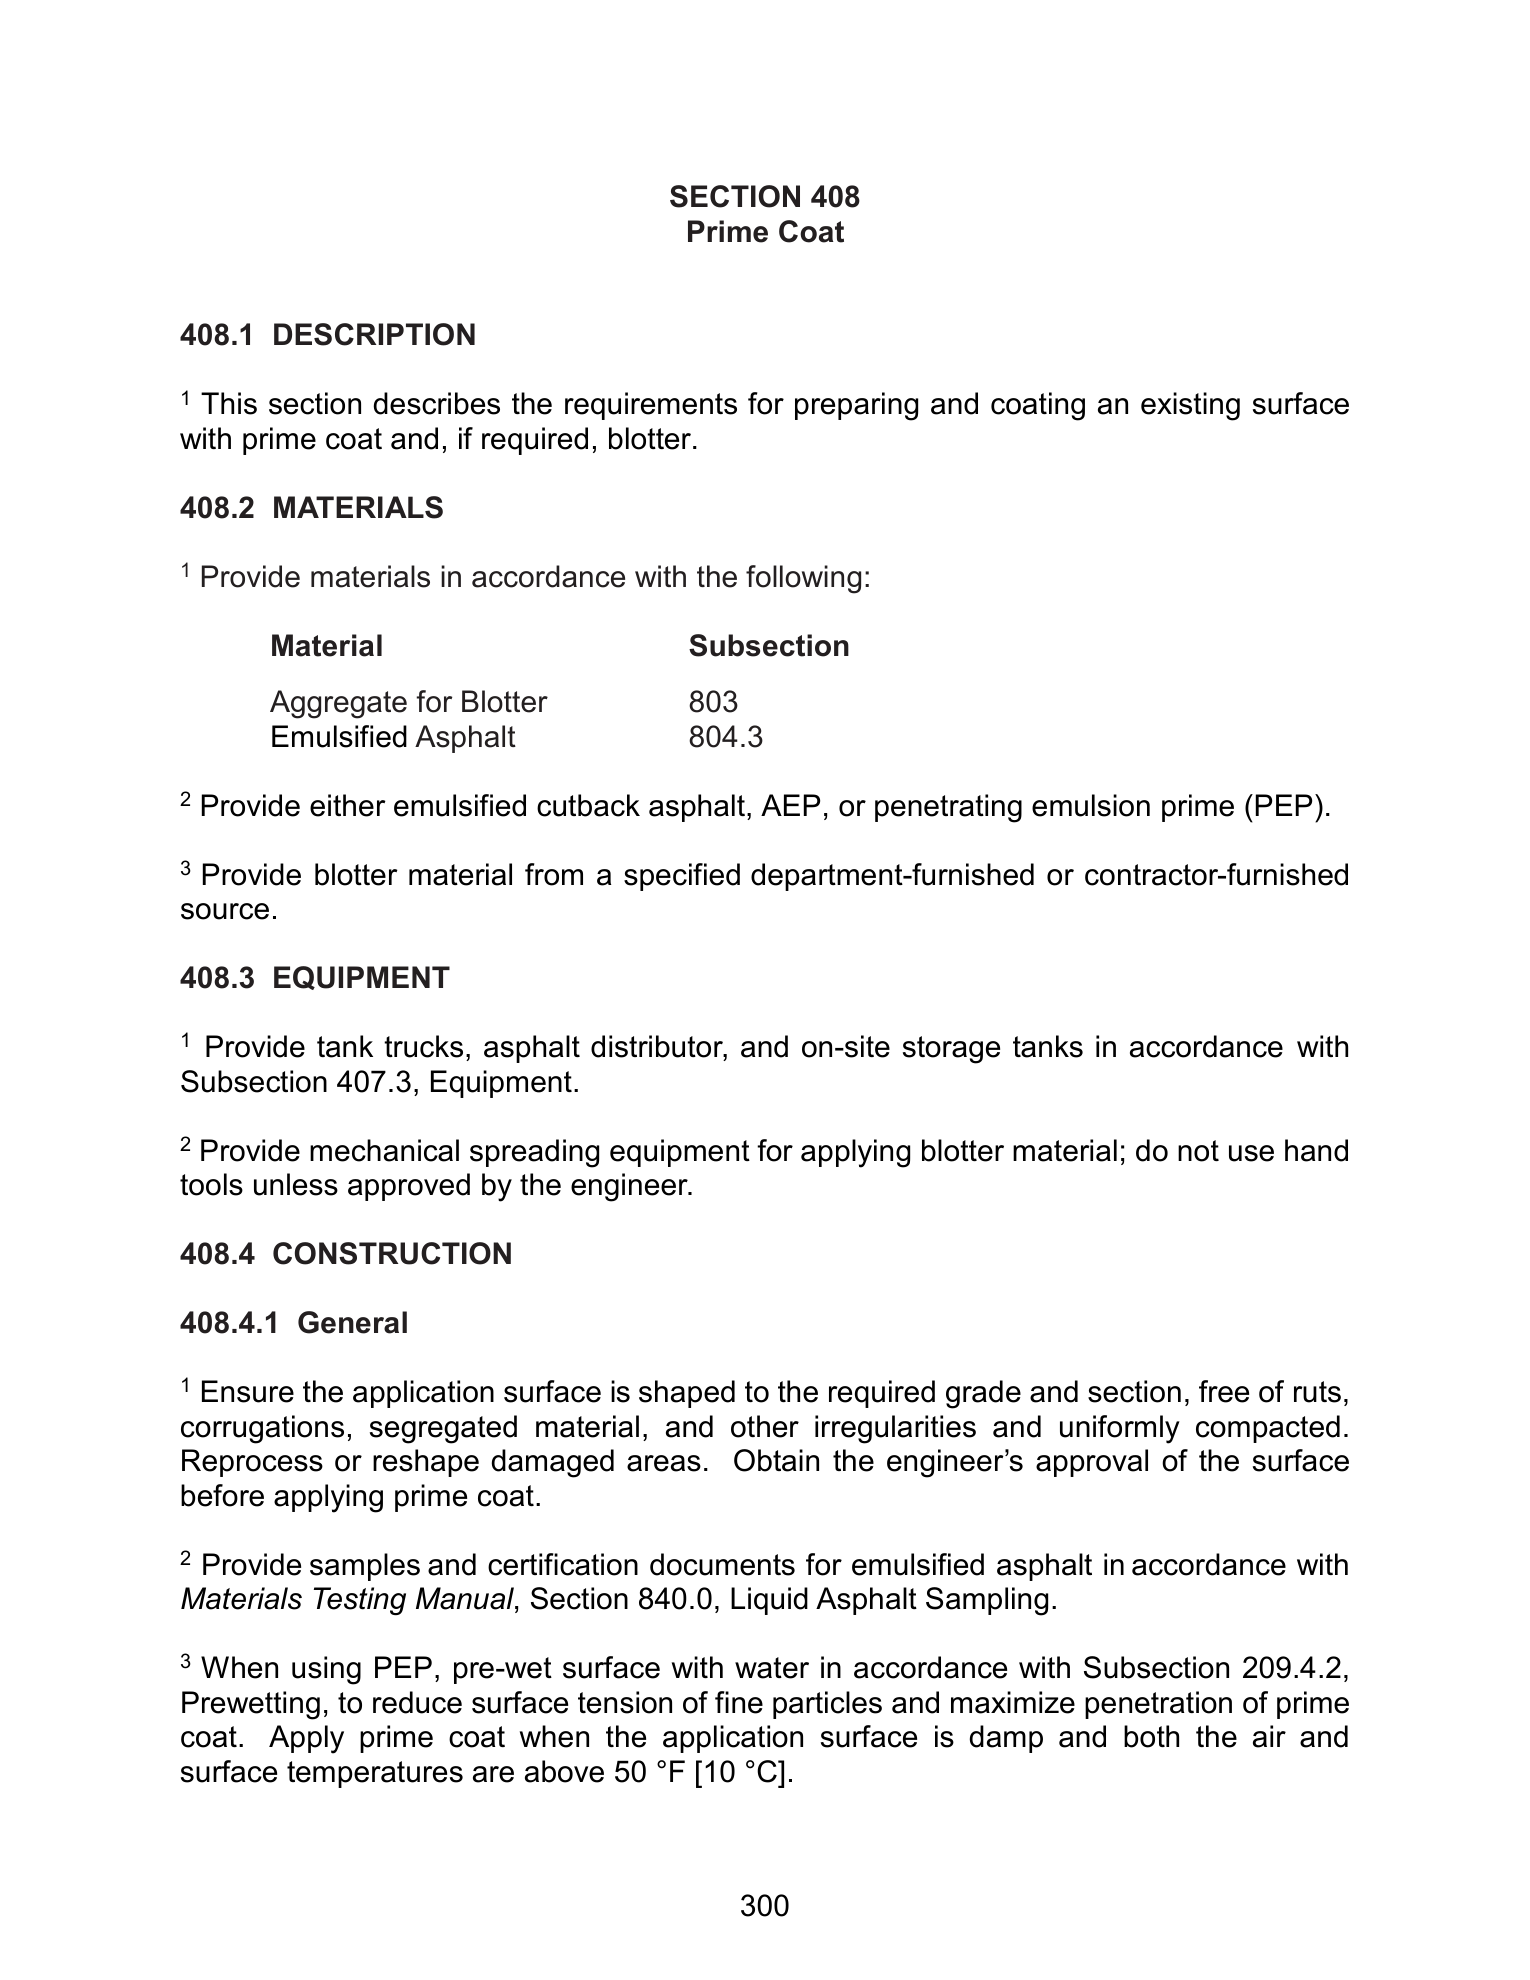 SECTION 408
Prime Coat
408.1 DESCRIPTION
1 This section describes the requirements for preparing and coating an existing surface
with prime coat and, if required, blotter.
408.2 MATERIALS
1 Provide materials in accordance with the following:
Material Subsection
Aggregate for Blotter 803
Emulsified Asphalt 804.3
2 Provide either emulsified cutback asphalt, AEP, or penetrating emulsion prime (PEP).
3 Provide blotter material from a specified department-furnished or contractor-furnished
source.
408.3 EQUIPMENT
1 Provide tank trucks, asphalt distributor, and on-site storage tanks in accordance with
Subsection 407.3, Equipment.
2 Provide mechanical spreading equipment for applying blotter material; do not use hand
tools unless approved by the engineer.
408.4 CONSTRUCTION
408.4.1 General
1 Ensure the application surface is shaped to the required grade and section, free of ruts,
corrugations, segregated material, and other irregularities and uniformly compacted.
Reprocess or reshape damaged areas. Obtain the engineer’s approval of the surface
before applying prime coat.
2 Provide samples and certification documents for emulsified asphalt in accordance with
Materials Testing Manual, Section 840.0, Liquid Asphalt Sampling.
3 When using PEP, pre-wet surface with water in accordance with Subsection 209.4.2,
Prewetting, to reduce surface tension of fine particles and maximize penetration of prime
coat. Apply prime coat when the application surface is damp and both the air and
surface temperatures are above 50 °F [10 °C].
300